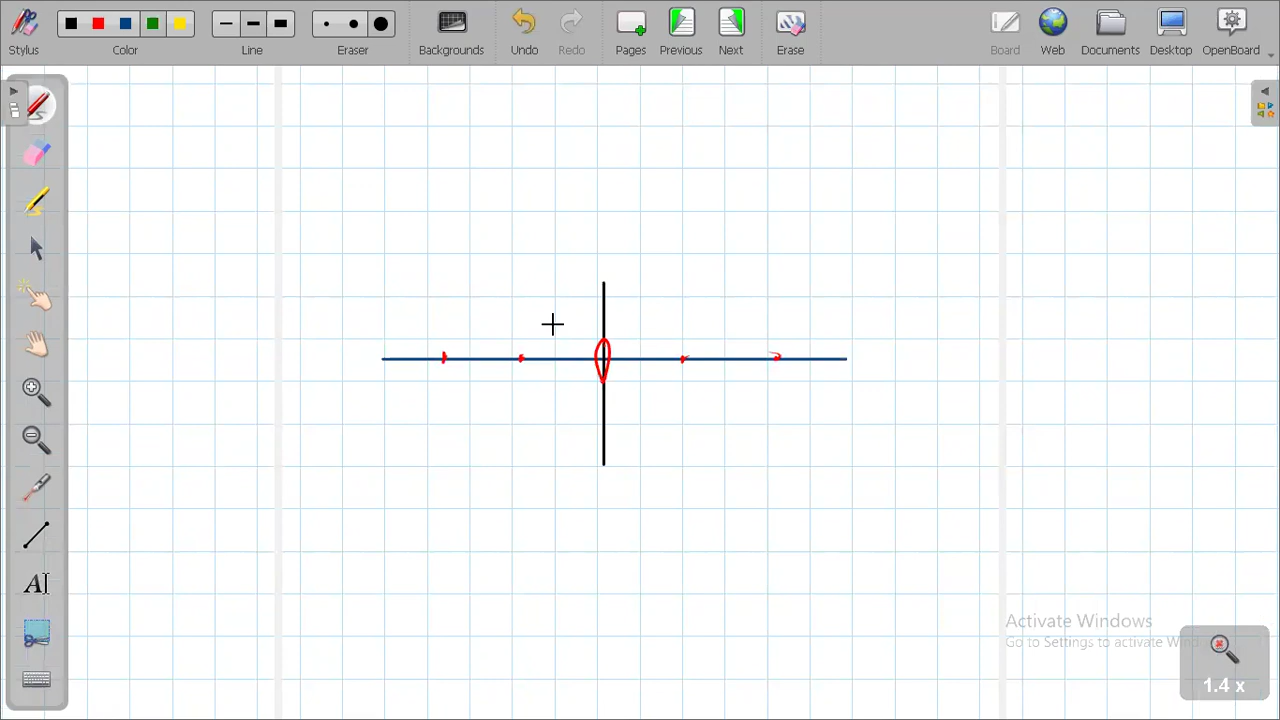 Stylus Color Line Eraser Backgrounds Undo Redo Pages Previous Next Erase Board Web Documents Desktop OpenBoard
A
Activate Windows
Go to Settings to activate Win
1.4 x